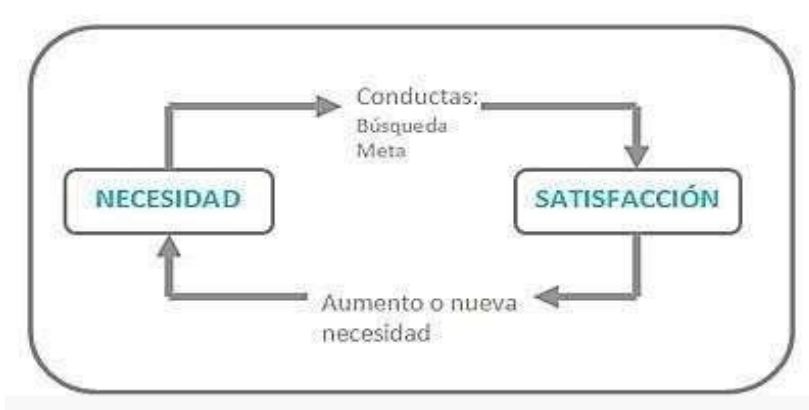 Conductas:
Búsqueda
Meta
NECESIDAD
SATISFACCIÓN
Aumento o nueva
necesidad